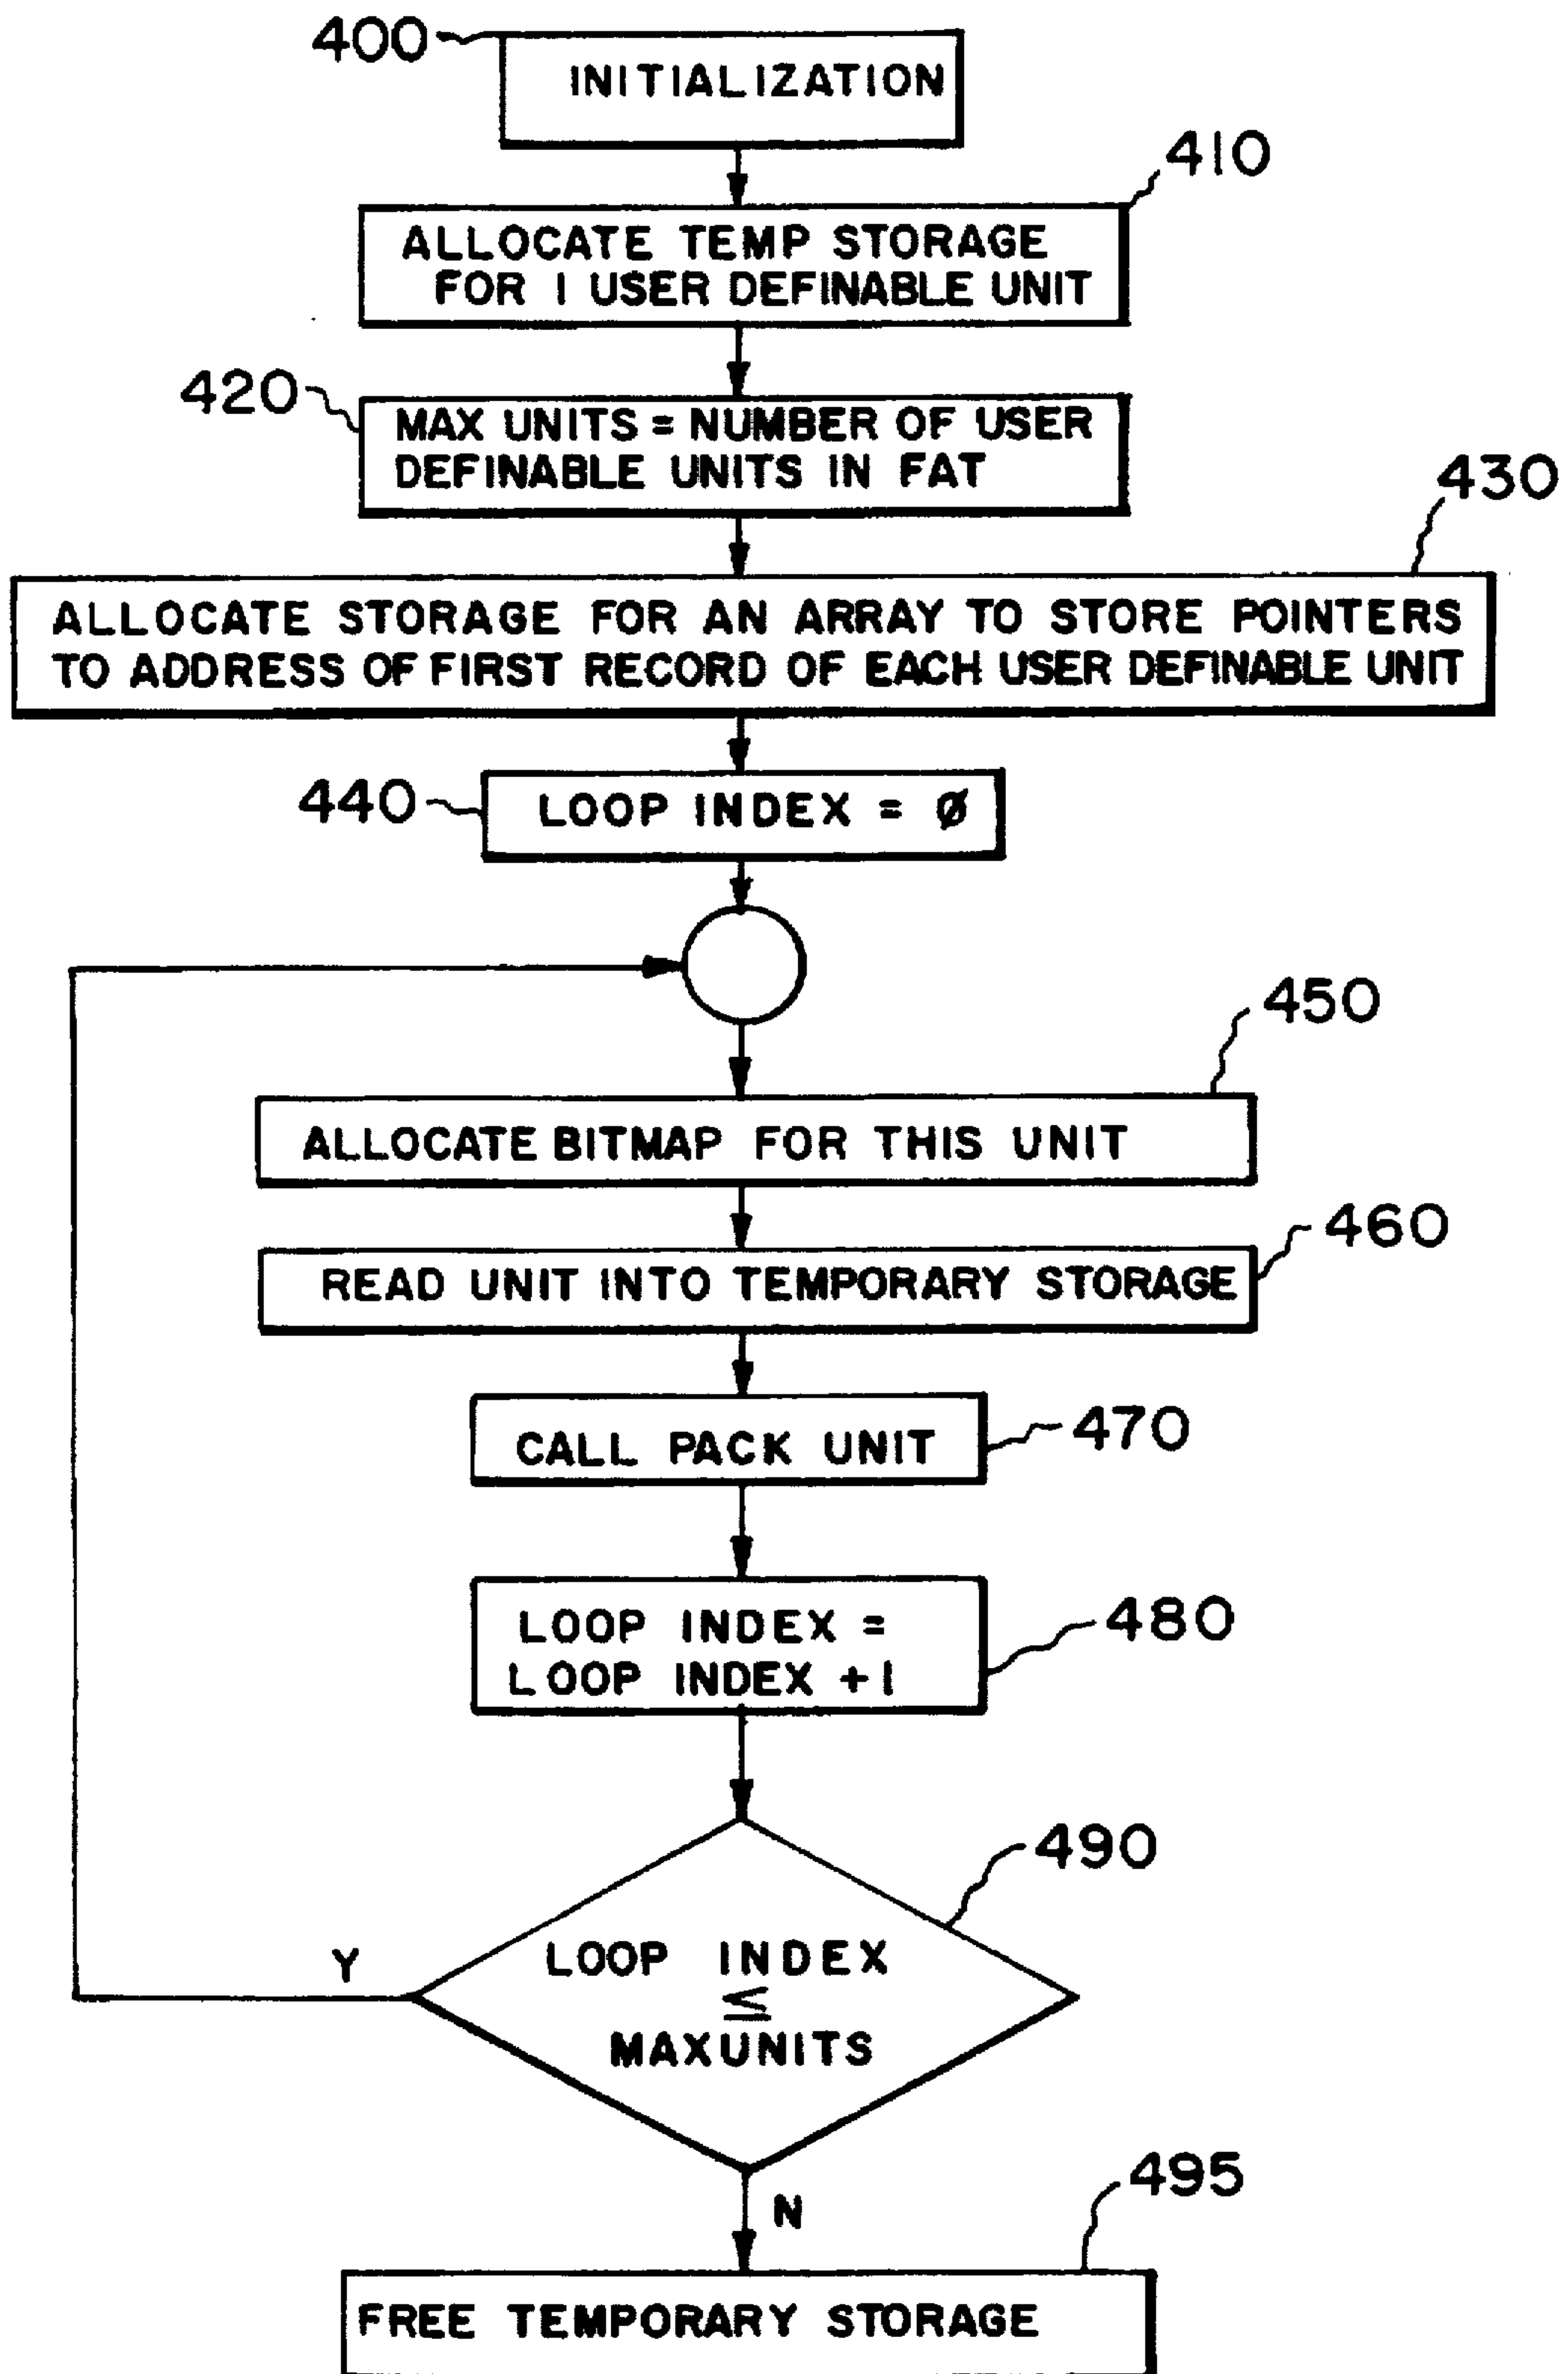 400
INITIALIZATION
410
ALLOCATE TEMP STORAGE
FOR 1 USER DEFINABLE UNIT
420
MAX UNITS = NUMBER OF USER
DEFINABLE UNITS IN FAT
430
ALLOCATE STORAGE FOR AN ARRAY TO STORE POINTERS
TO ADDRESS OF FIRST RECORD OF EACH USER DEFINABLE UNIT
440
LOOP INDEX = Ø
450
ALLOCATE BITMAP FOR THIS UNIT
460
READ UNIT INTO TEMPORARY STORAGE
470
CALL PACK UNIT
480
LOOP INDEX =
LOOP INDEX +1
490
Y
LOOP INDEX
≤
MAXUNITS
N
495
FREE TEMPORARY STORAGE